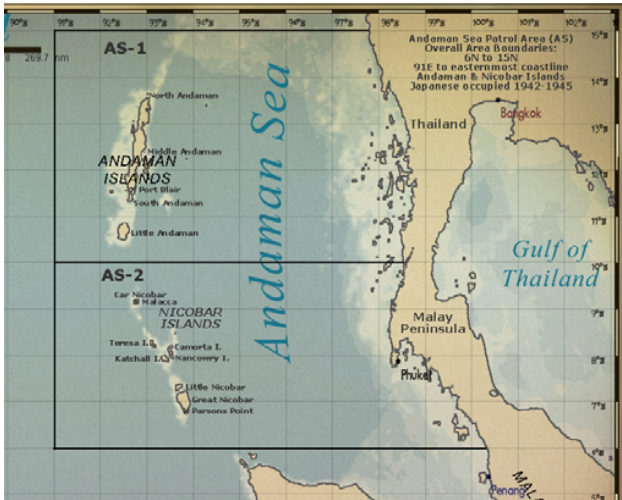 90°E
91°E
92°E
93°E
94°E
95°E
96°E
97°E
98°E
99°E
100°E
101°E
102°E
8 269.7 nm
AS-1
Andaman Sea Patrol Area (AS)
Overall Area Boundaries:
6N to 15N
91E to easternmost coastline
Andaman & Nicobar Islands
Japanese occupied 1942-1945
15°N
14°N
13°N
12°N
11°N
10°N
9°N
8°N
7°N
6°N
5°N
North Andaman
Middle Andaman
ANDAMAN
ISLANDS
Port Blair
South Andaman
Little Andaman
Andaman Sea
Thailand
Bangkok
Gulf of
Thailand
AS-2
Car Nicobar
Malacca
NICOBAR
ISLANDS
Teresa I.
Camorta I.
Katchall I.
Nancowry I.
Little Nicobar
Great Nicobar
Parsons Point
Malay
Peninsula
Phuket
Penang